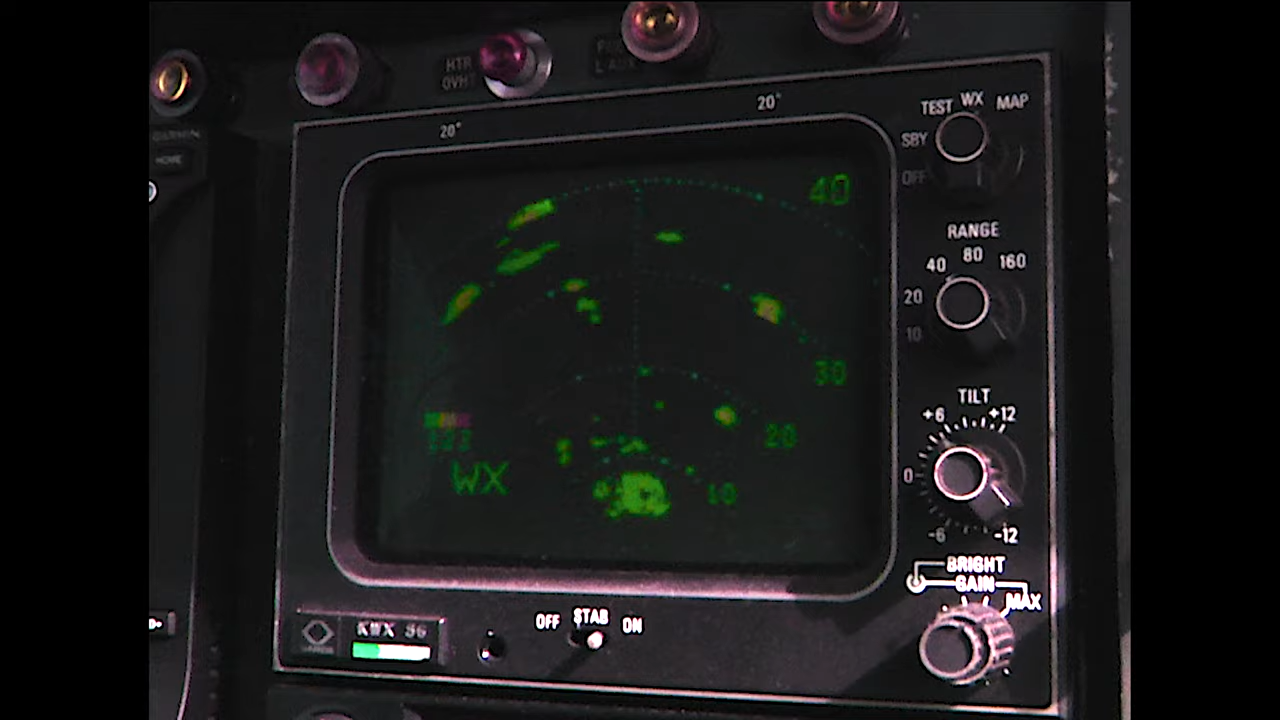 HTR
OVHT
20°
20°
TEST WX MAP
SBY
OFF
40
RANGE
40 80 160
20
10
30
TILT
+6 +12
0
-6 -12
20
WX
10
BRIGHT
GAIN
MAX
OFF STAB ON
KWX 56
HOME